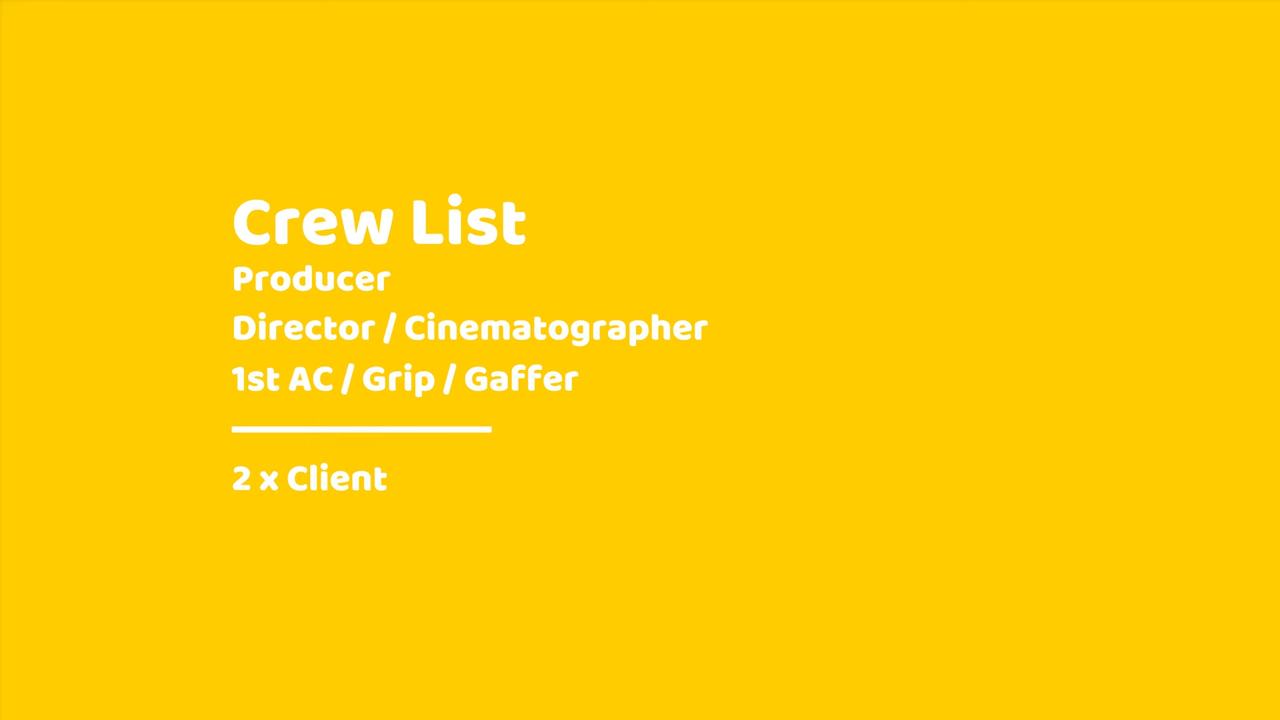 Crew List
Producer
Director / Cinematographer
1st AC / Grip / Gaffer
2 x Client